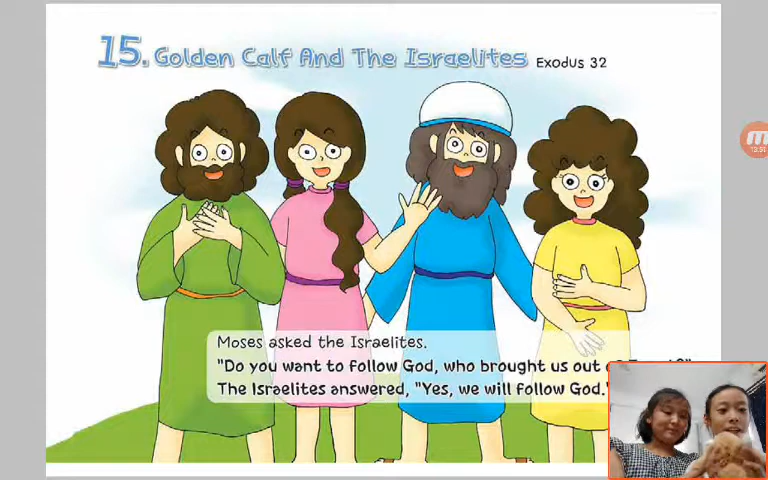 15. Golden Calf And The Israelites Exodus 32
Moses asked the Israelites.
"Do you want to follow God, who brought us out
The Israelites answered, "Yes, we will follow God."